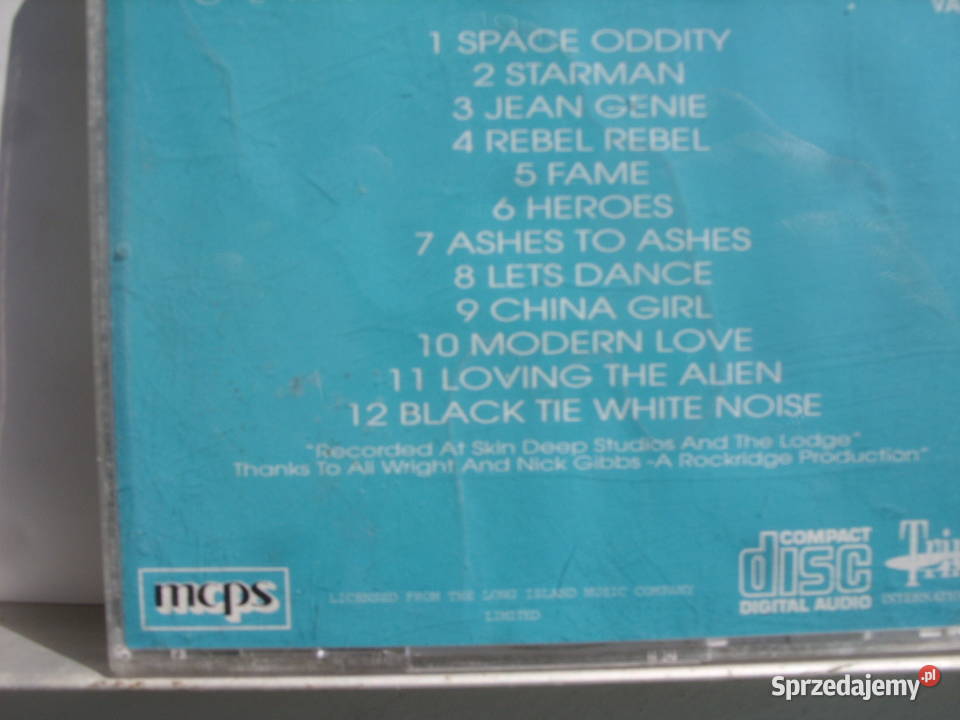 VA
1 SPACE ODDITY
2 STARMAN
3 JEAN GENIE
4 REBEL REBEL
5 FAME
6 HEROES
7 ASHES TO ASHES
8 LETS DANCE
9 CHINA GIRL
10 MODERN LOVE
11 LOVING THE ALIEN
12 BLACK TIE WHITE NOISE
"Recorded At Skin Deep Studios And The Lodge"
Thanks To Ali Wright And Nick Gibbs -A Rockridge Production"
mcps
LICENSED FROM THE LONG ISLAND MUSIC COMPANY
LIMITED
COMPACT
disc
DIGITAL AUDIO
Sprzedajemy.pl